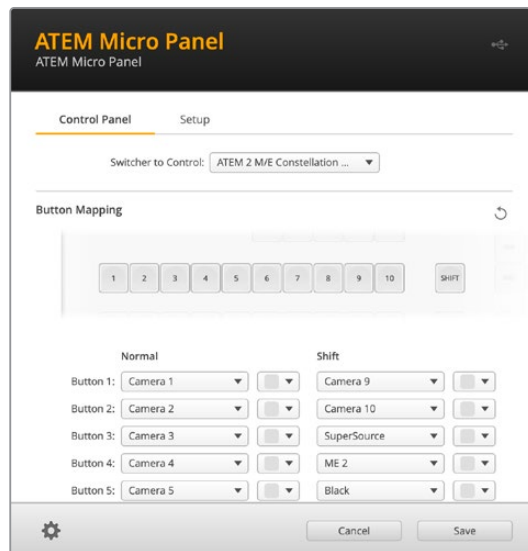 ATEM Micro Panel
ATEM Micro Panel
Control Panel Setup
Switcher to Control: ATEM 2 M/E Constellation ...
Button Mapping
1 2 3 4 5 6 7 8 9 10 SHIFT
Normal Shift
Button 1: Camera 1 Camera 9
Button 2: Camera 2 Camera 10
Button 3: Camera 3 SuperSource
Button 4: Camera 4 ME 2
Button 5: Camera 5 Black
Cancel Save